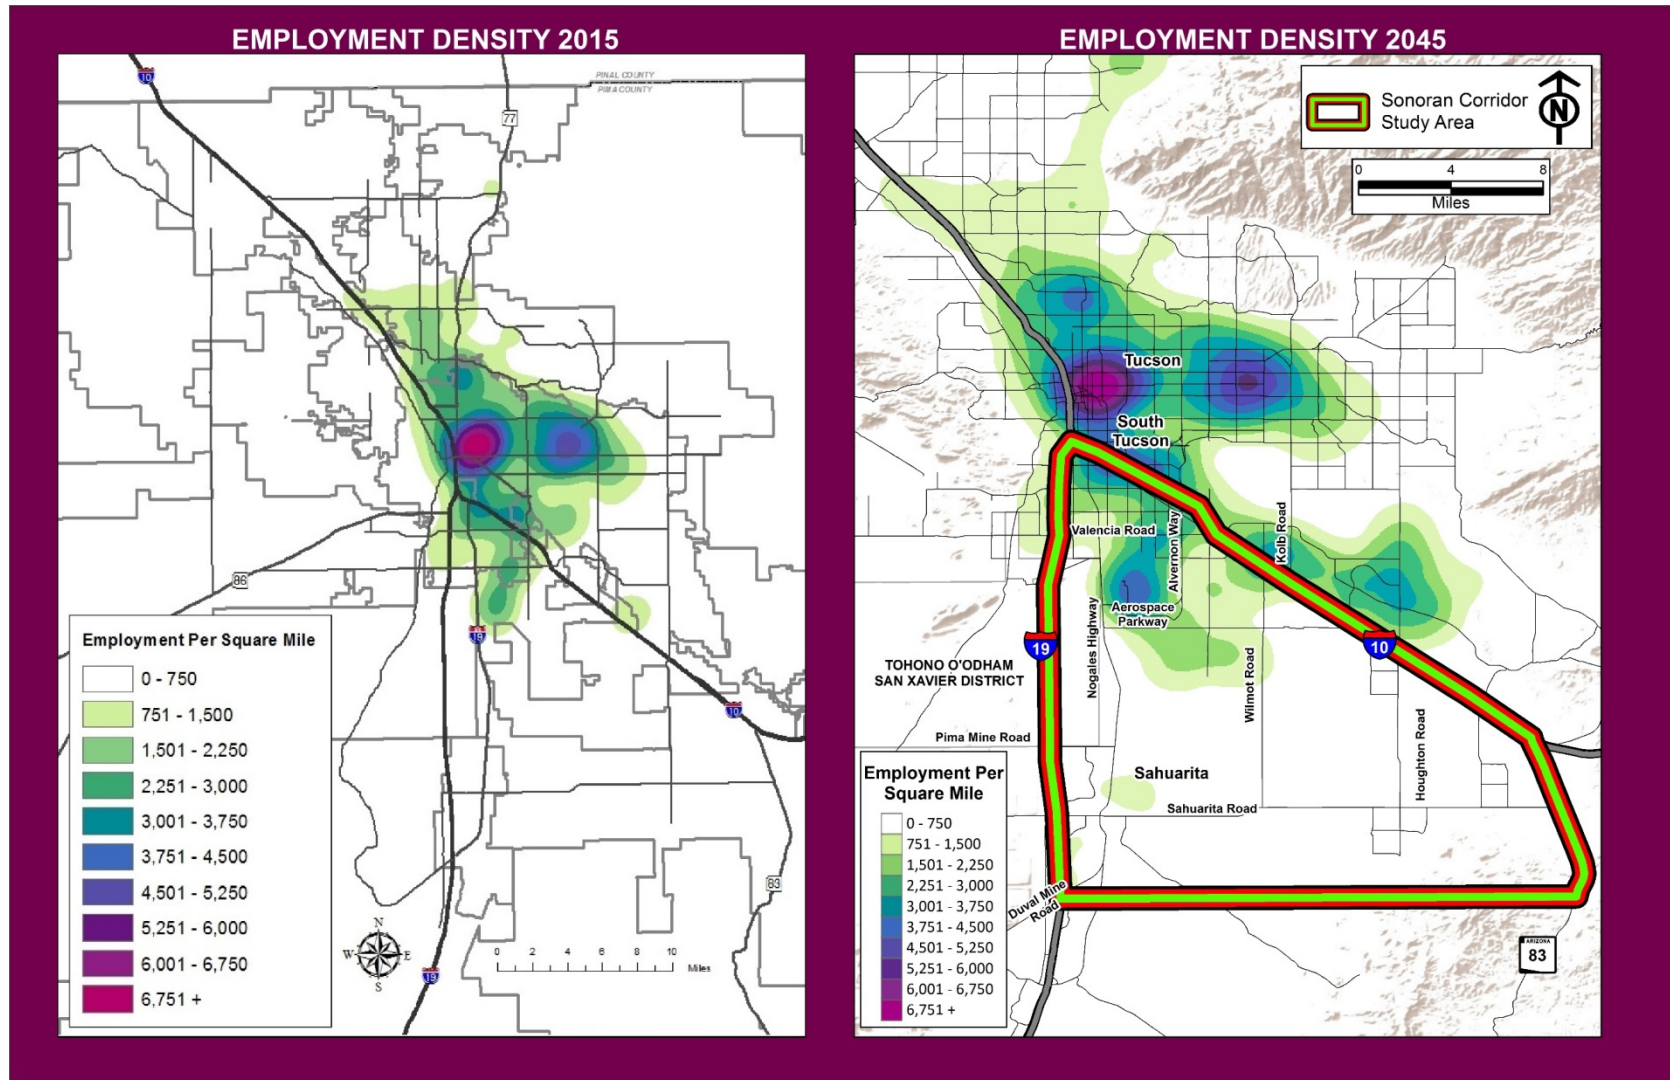 EMPLOYMENT DENSITY 2015
10
PINAL COUNTY
PIMA COUNTY
77
86
19
10
83
19
Employment Per Square Mile
0 - 750
751 - 1,500
1,501 - 2,250
2,251 - 3,000
3,001 - 3,750
3,751 - 4,500
4,501 - 5,250
5,251 - 6,000
6,001 - 6,750
6,751 +
N
W E
S
0 2 4 6 8 10
Miles
EMPLOYMENT DENSITY 2045
Sonoran Corridor
Study Area
N
0 4 8
Miles
Tucson
South
Tucson
Valencia Road
Alvernon Way
Kolb Road
Aerospace
Parkway
Nogales Highway
19
10
TOHONO O'ODHAM
SAN XAVIER DISTRICT
Wilmot Road
Houghton Road
Pima Mine Road
Sahuarita
Sahuarita Road
Duval Mine
Road
ARIZONA
83
Employment Per
Square Mile
0 - 750
751 - 1,500
1,501 - 2,250
2,251 - 3,000
3,001 - 3,750
3,751 - 4,500
4,501 - 5,250
5,251 - 6,000
6,001 - 6,750
6,751 +